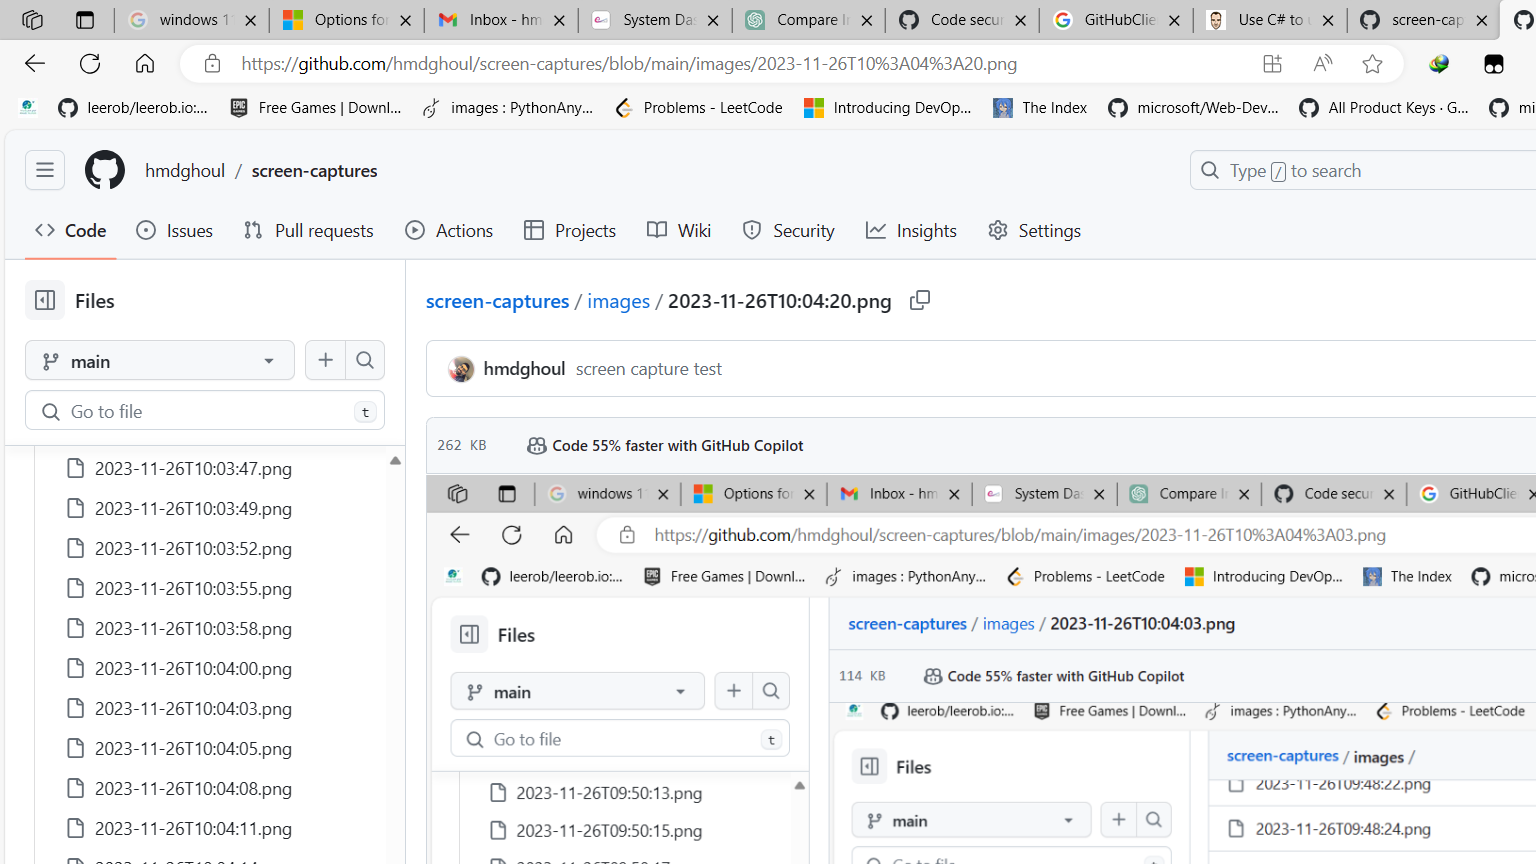 windows 1 Options fo Inbox - hm System Da Compare I Code secur GitHubClie Use C# to screen-cap
https://github.com/hmdghoul/screen-captures/blob/main/images/2023-11-26T10%3A04%3A20.png
leerob/leerob.io:... Free Games | Downl... images : PythonAny... Problems - LeetCode Introducing DevOp... The Index microsoft/Web-Dev... All Product Keys · G... mi
hmdghoul / screen-captures
Type / to search
Code Issues Pull requests Actions Projects Wiki Security Insights Settings
Files
main
Go to file t
2023-11-26T10:03:47.png
2023-11-26T10:03:49.png
2023-11-26T10:03:52.png
2023-11-26T10:03:55.png
2023-11-26T10:03:58.png
2023-11-26T10:04:00.png
2023-11-26T10:04:03.png
2023-11-26T10:04:05.png
2023-11-26T10:04:08.png
2023-11-26T10:04:11.png
screen-captures / images / 2023-11-26T10:04:20.png
hmdghoul screen capture test
262 KB Code 55% faster with GitHub Copilot
windows 1 Options fo Inbox - hm System Da Compare I Code secur GitHubClie
https://github.com/hmdghoul/screen-captures/blob/main/images/2023-11-26T10%3A04%3A03.png
leerob/leerob.io:... Free Games | Downl... images : PythonAny... Problems - LeetCode Introducing DevOp... The Index micros
Files
main
Go to file t
2023-11-26T09:50:13.png
2023-11-26T09:50:15.png
screen-captures / images / 2023-11-26T10:04:03.png
114 KB Code 55% faster with GitHub Copilot
leerob/leerob.io:... Free Games | Downl... images : PythonAny... Problems - LeetCode
Files
main
Go to file
screen-captures / images /
2023-11-26T09:48:22.png
2023-11-26T09:48:24.png